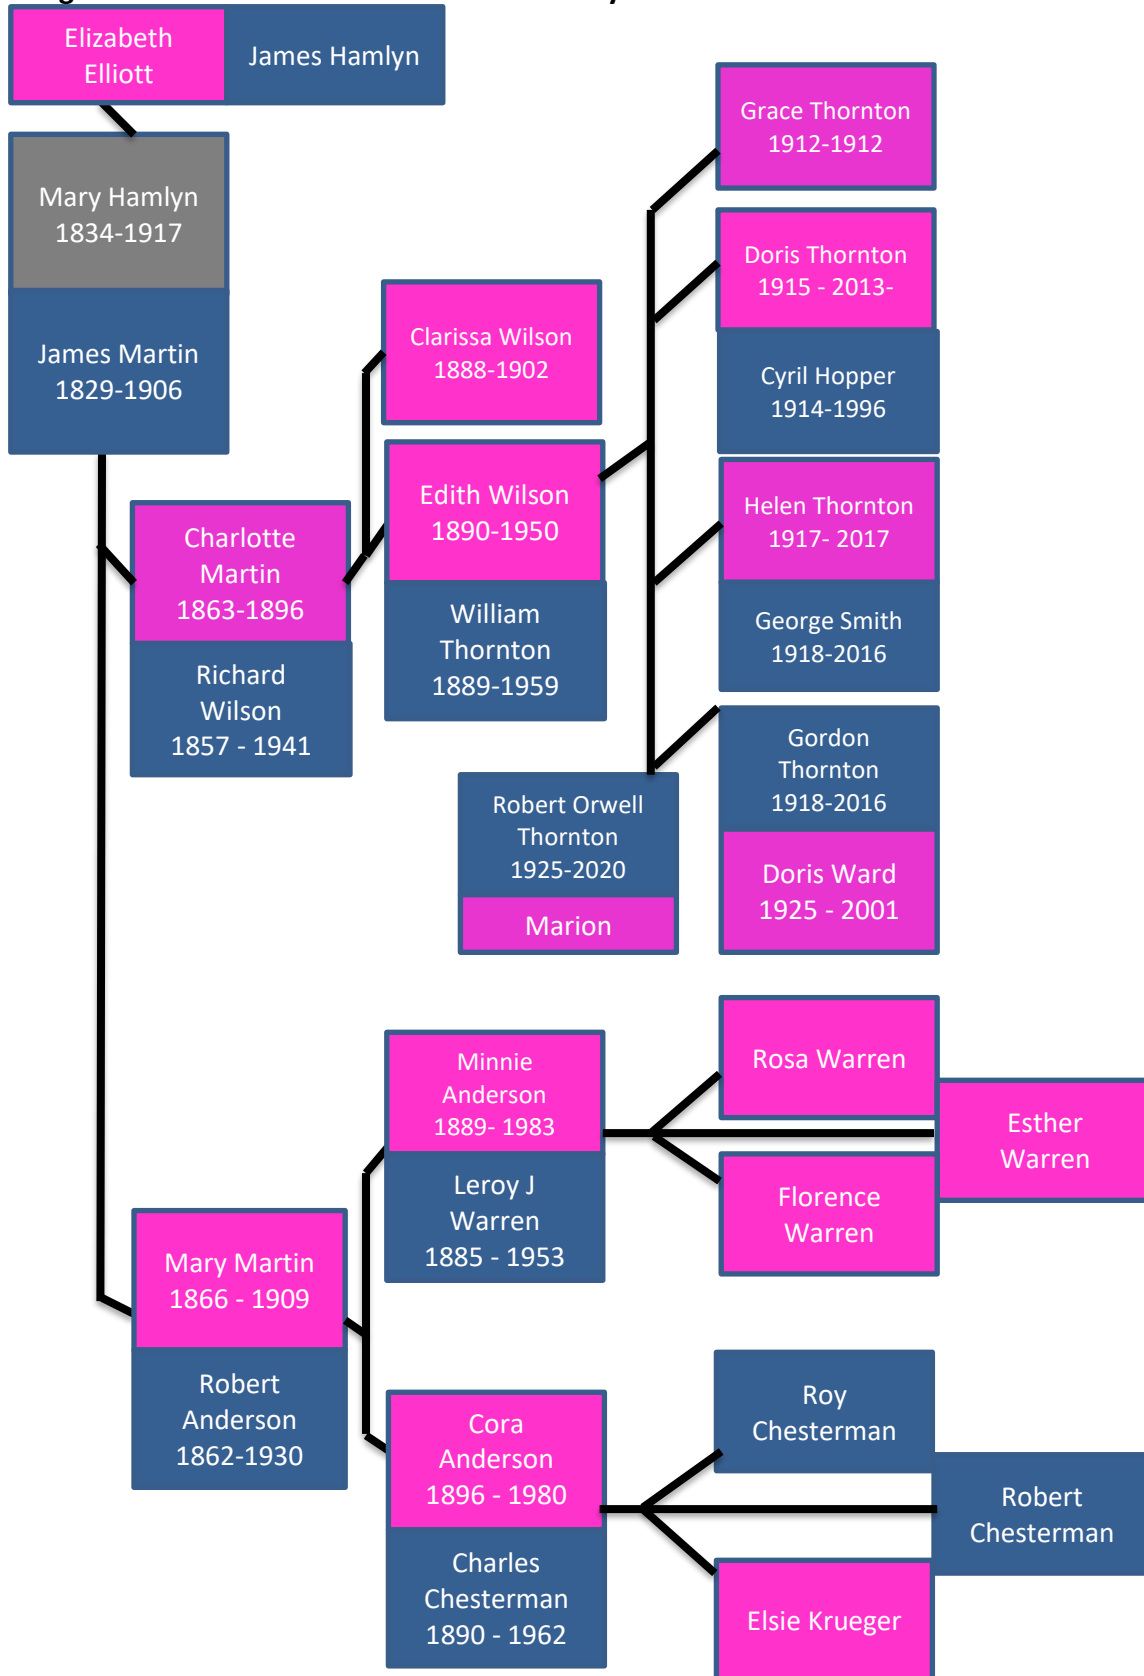 Elizabeth
Elliott
James Hamlyn
Mary Hamlyn
1834-1917
James Martin
1829-1906
Charlotte
Martin
1863-1896
Richard
Wilson
1857 - 1941
Clarissa Wilson
1888-1902
Edith Wilson
1890-1950
William
Thornton
1889-1959
Grace Thornton
1912-1912
Doris Thornton
1915 - 2013-
Cyril Hopper
1914-1996
Helen Thornton
1917- 2017
George Smith
1918-2016
Gordon
Thornton
1918-2016
Doris Ward
1925 - 2001
Robert Orwell
Thornton
1925-2020
Marion
Mary Martin
1866 - 1909
Robert
Anderson
1862-1930
Minnie
Anderson
1889- 1983
Leroy J
Warren
1885 - 1953
Rosa Warren
Esther
Warren
Florence
Warren
Cora
Anderson
1896 - 1980
Charles
Chesterman
1890 - 1962
Roy
Chesterman
Robert
Chesterman
Elsie Krueger